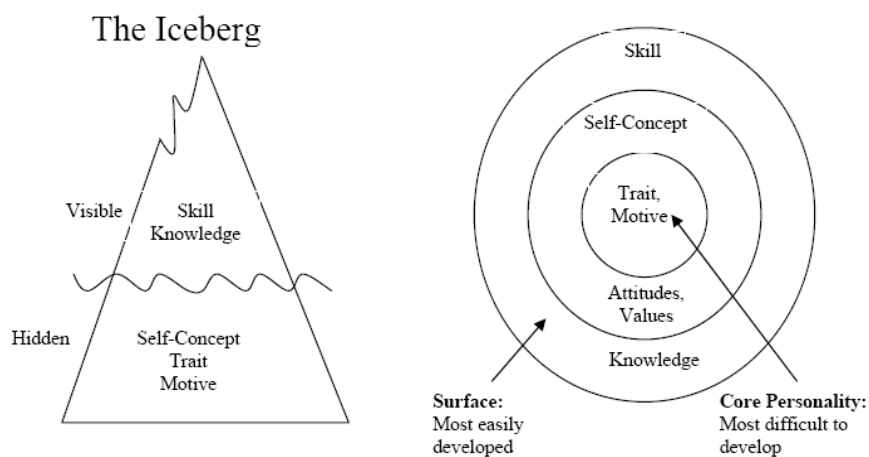 The Iceberg
Visible
Skill
Knowledge
Hidden
Self-Concept
Trait
Motive
Skill
Self-Concept
Trait,
Motive
Attitudes,
Values
Knowledge
Surface:
Most easily
developed
Core Personality:
Most difficult to
develop